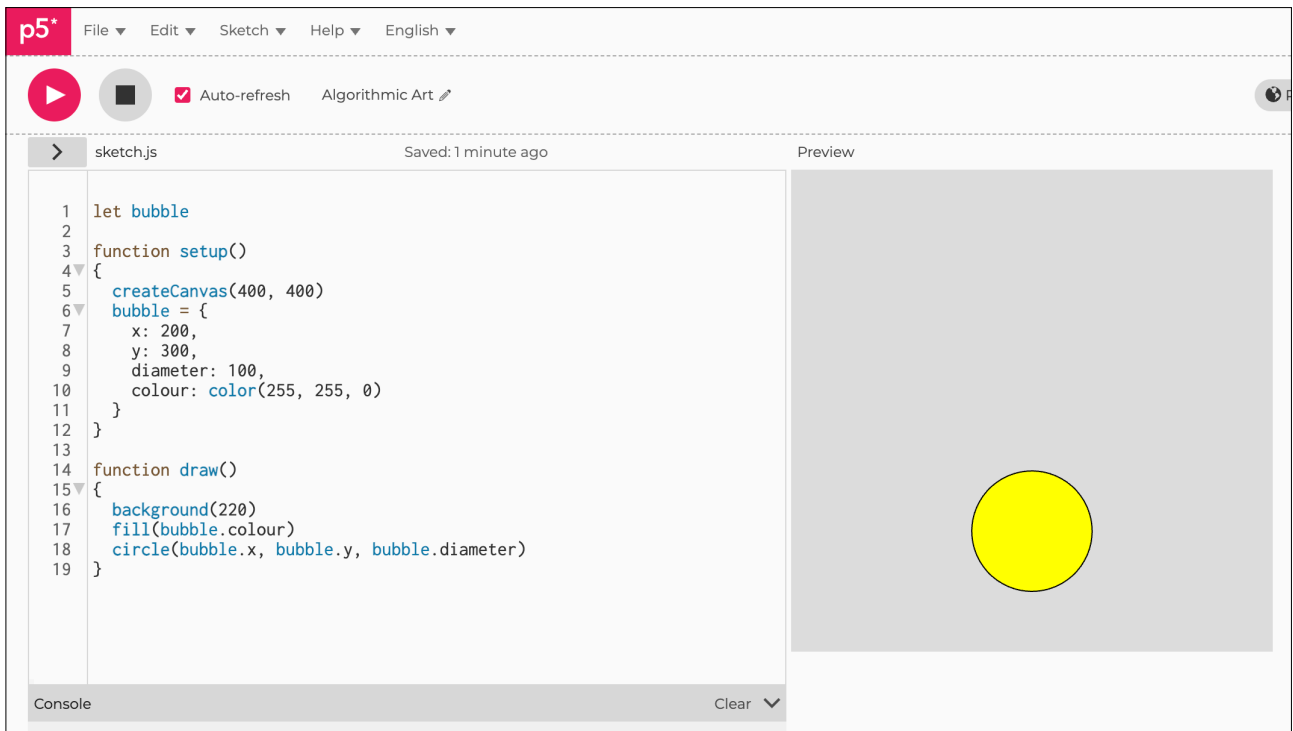 p5* File Edit Sketch Help English
Auto-refresh Algorithmic Art
sketch.js Saved: 1 minute ago Preview
1 let bubble
2
3 function setup()
4 {
5   createCanvas(400, 400)
6   bubble = {
7     x: 200,
8     y: 300,
9     diameter: 100,
10     colour: color(255, 255, 0)
11   }
12 }
13
14 function draw()
15 {
16   background(220)
17   fill(bubble.colour)
18   circle(bubble.x, bubble.y, bubble.diameter)
19 }
Console Clear